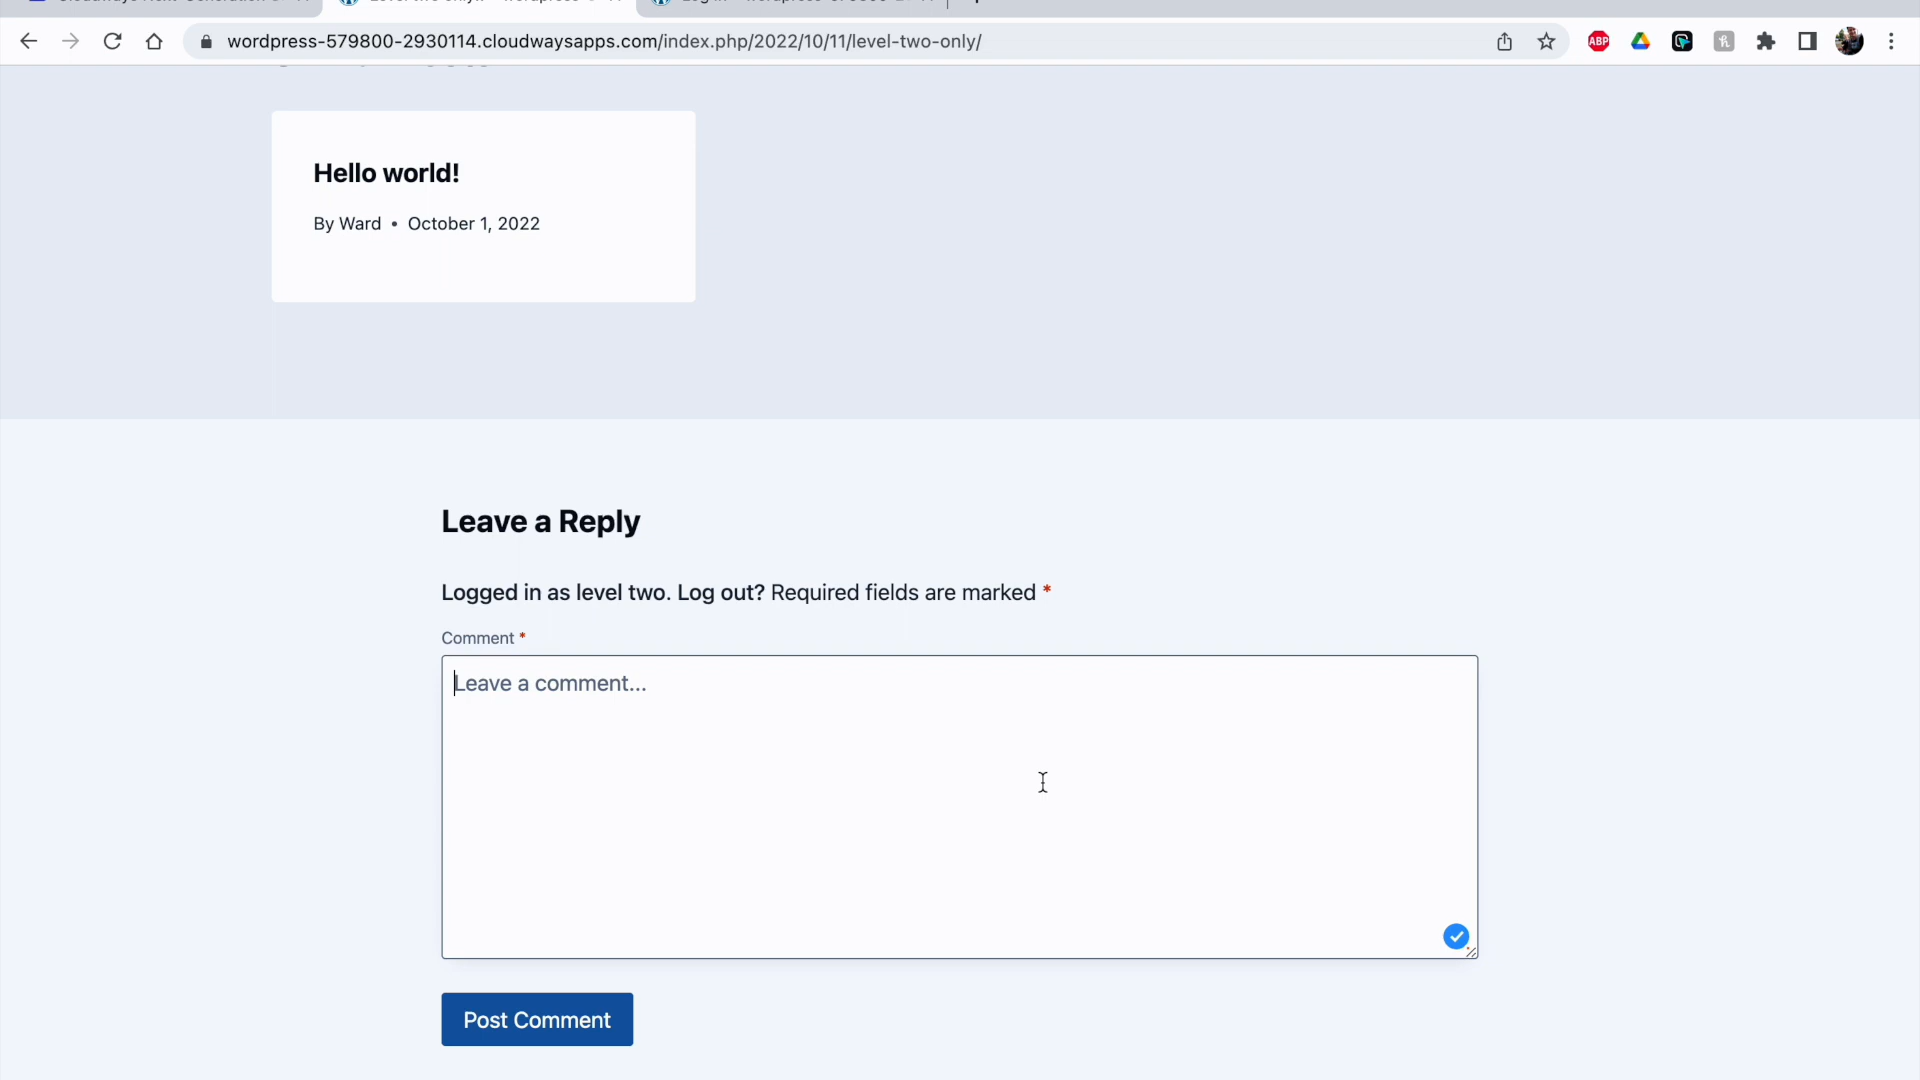 wordpress-579800-2930114.cloudwaysapps.com/index.php/2022/10/11/level-two-only/
ABP
Hello world!
By Ward • October 1, 2022
Leave a Reply
Logged in as level two. Log out? Required fields are marked *
Comment *
Leave a comment...
Post Comment